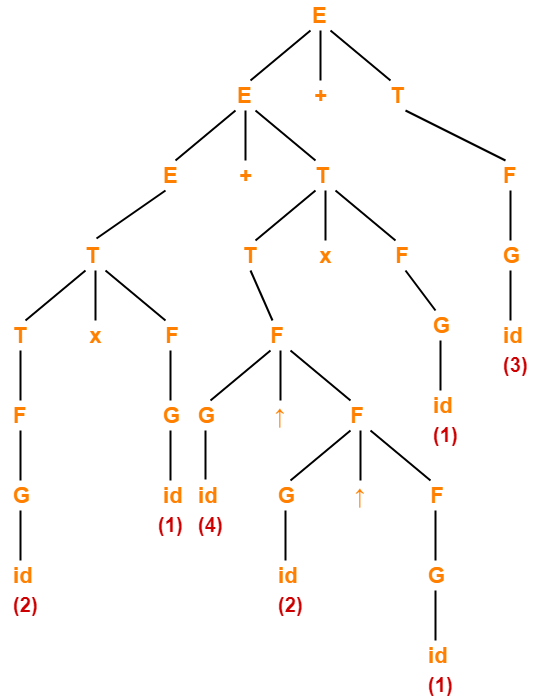 E
E + T
E + T F
T T x F G
T x F F G id
(3)
F G G ↑ F id
(1)
G id id G ↑ F
(1) (4)
id id G
(2) (2)
id
(1)